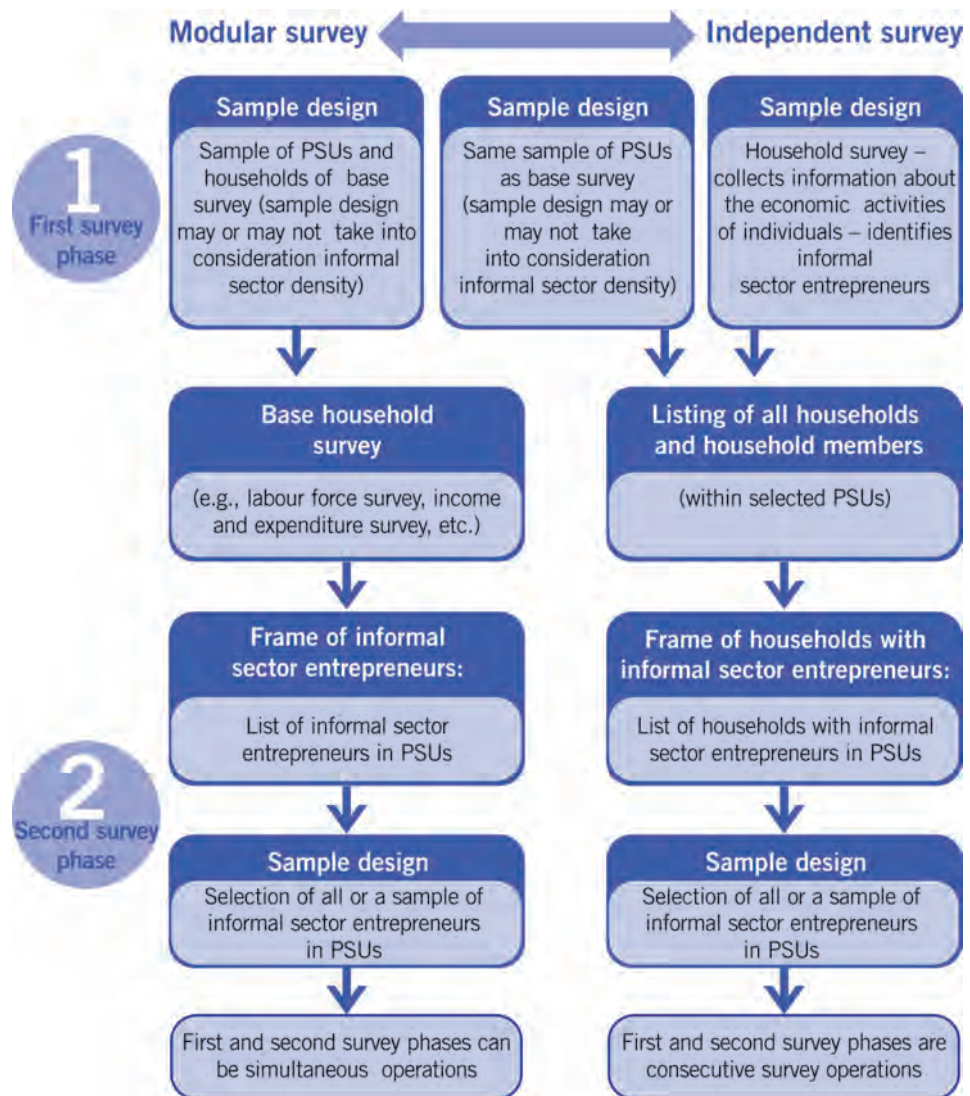 Modular survey
Independent survey
1
First survey
phase
Sample design
Sample of PSUs and
households of base
survey (sample design
may or may not take into
consideration informal
sector density)
Sample design
Same sample of PSUs
as base survey
(sample design may or
may not take
into consideration
informal sector density)
Sample design
Household survey –
collects information about
the economic activities
of individuals – identifies
informal
sector entrepreneurs
Base household
survey
(e.g., labour force survey, income
and expenditure survey, etc.)
Listing of all households
and household members
(within selected PSUs)
Frame of informal
sector entrepreneurs:
List of informal sector
entrepreneurs in PSUs
Frame of households with
informal sector entrepreneurs:
List of households with informal
sector entrepreneurs in PSUs
2
Second survey
phase
Sample design
Selection of all or a sample of
informal sector entrepreneurs
in PSUs
Sample design
Selection of all or a sample of
informal sector entrepreneurs
in PSUs
First and second survey phases can
be simultaneous operations
First and second survey phases are
consecutive survey operations